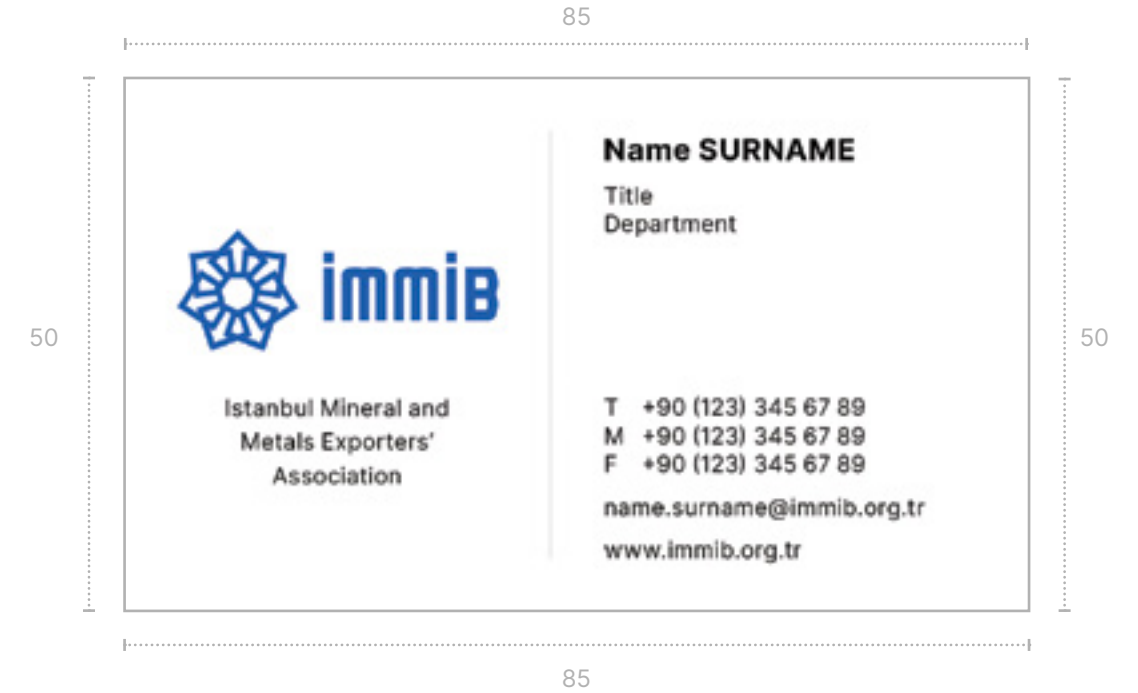 85
50
immiB
Istanbul Mineral and
Metals Exporters'
Association
Name SURNAME
Title
Department
T +90 (123) 345 67 89
M +90 (123) 345 67 89
F +90 (123) 345 67 89
name.surname@immib.org.tr
www.immib.org.tr
50
85